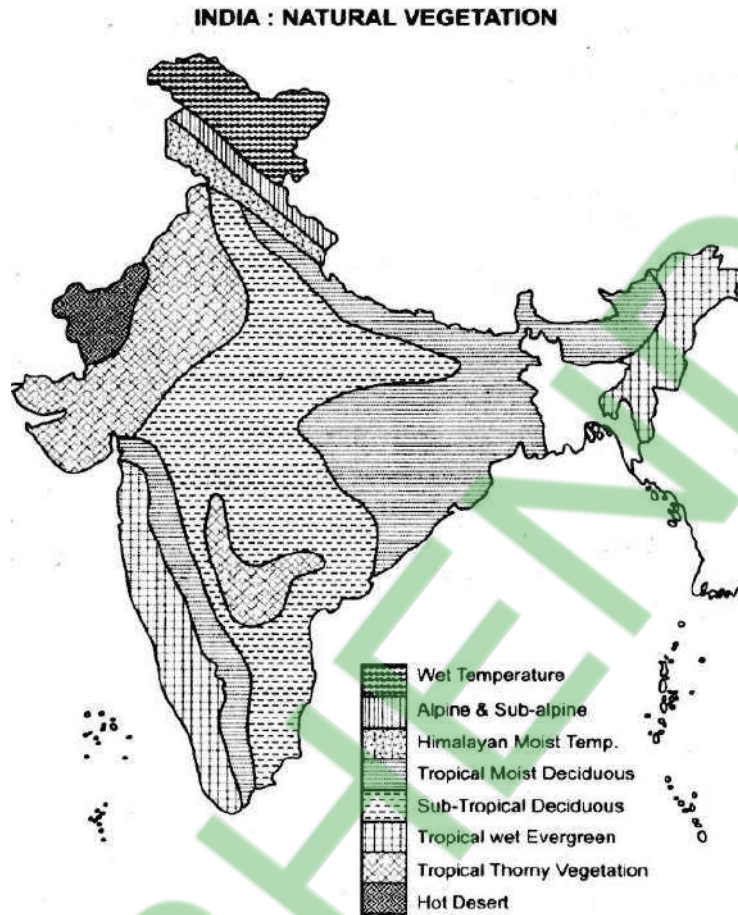 INDIA : NATURAL VEGETATION
Wet Temperature
Alpine & Sub-alpine
Himalayan Moist Temp.
Tropical Moist Deciduous
Sub-Tropical Deciduous
Tropical wet Evergreen
Tropical Thorny Vegetation
Hot Desert